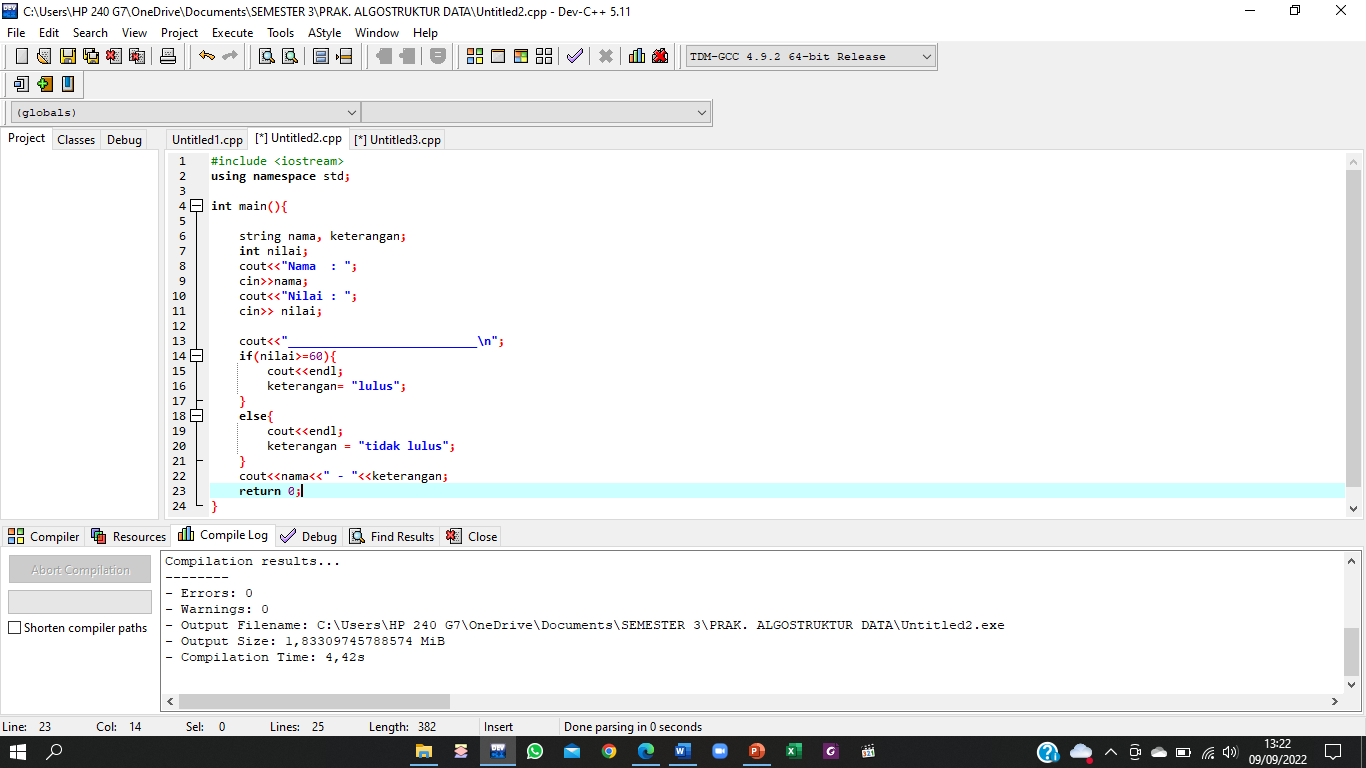 C:\Users\HP 240 G7\OneDrive\Documents\SEMESTER 3\PRAK. ALGOSTRUKTUR DATA\Untitled2.cpp - Dev-C++ 5.11
File Edit Search View Project Execute Tools AStyle Window Help
TDM-GCC 4.9.2 64-bit Release
(globals)
Project Classes Debug Untitled1.cpp [*] Untitled2.cpp [*] Untitled3.cpp
1 #include <iostream>
2 using namespace std;
3
4 int main(){
5
6 string nama, keterangan;
7 int nilai;
8 cout<<"Nama  : ";
9 cin>>nama;
10 cout<<"Nilai : ";
11 cin>> nilai;
12
13 cout<<"___________________________\n";
14 if(nilai>=60){
15 cout<<endl;
16 keterangan= "lulus";
17 }
18 else{
19 cout<<endl;
20 keterangan = "tidak lulus";
21 }
22 cout<<nama<<" - "<<keterangan;
23 return 0;
24 }
Compiler Resources Compile Log Debug Find Results Close
Abort Compilation
Shorten compiler paths
Compilation results...
--------
- Errors: 0
- Warnings: 0
- Output Filename: C:\Users\HP 240 G7\OneDrive\Documents\SEMESTER 3\PRAK. ALGOSTRUKTUR DATA\Untitled2.exe
- Output Size: 1,83309745788574 MiB
- Compilation Time: 4,42s
Line: 23 Col: 14 Sel: 0 Lines: 25 Length: 382 Insert Done parsing in 0 seconds
13:22
09/09/2022